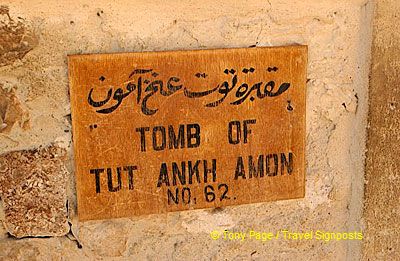 "مقبرة توت عنخ آمون"
TOMB OF
TUT ANKH AMON
NO. 62.
© Tony Page / Travel Signposts